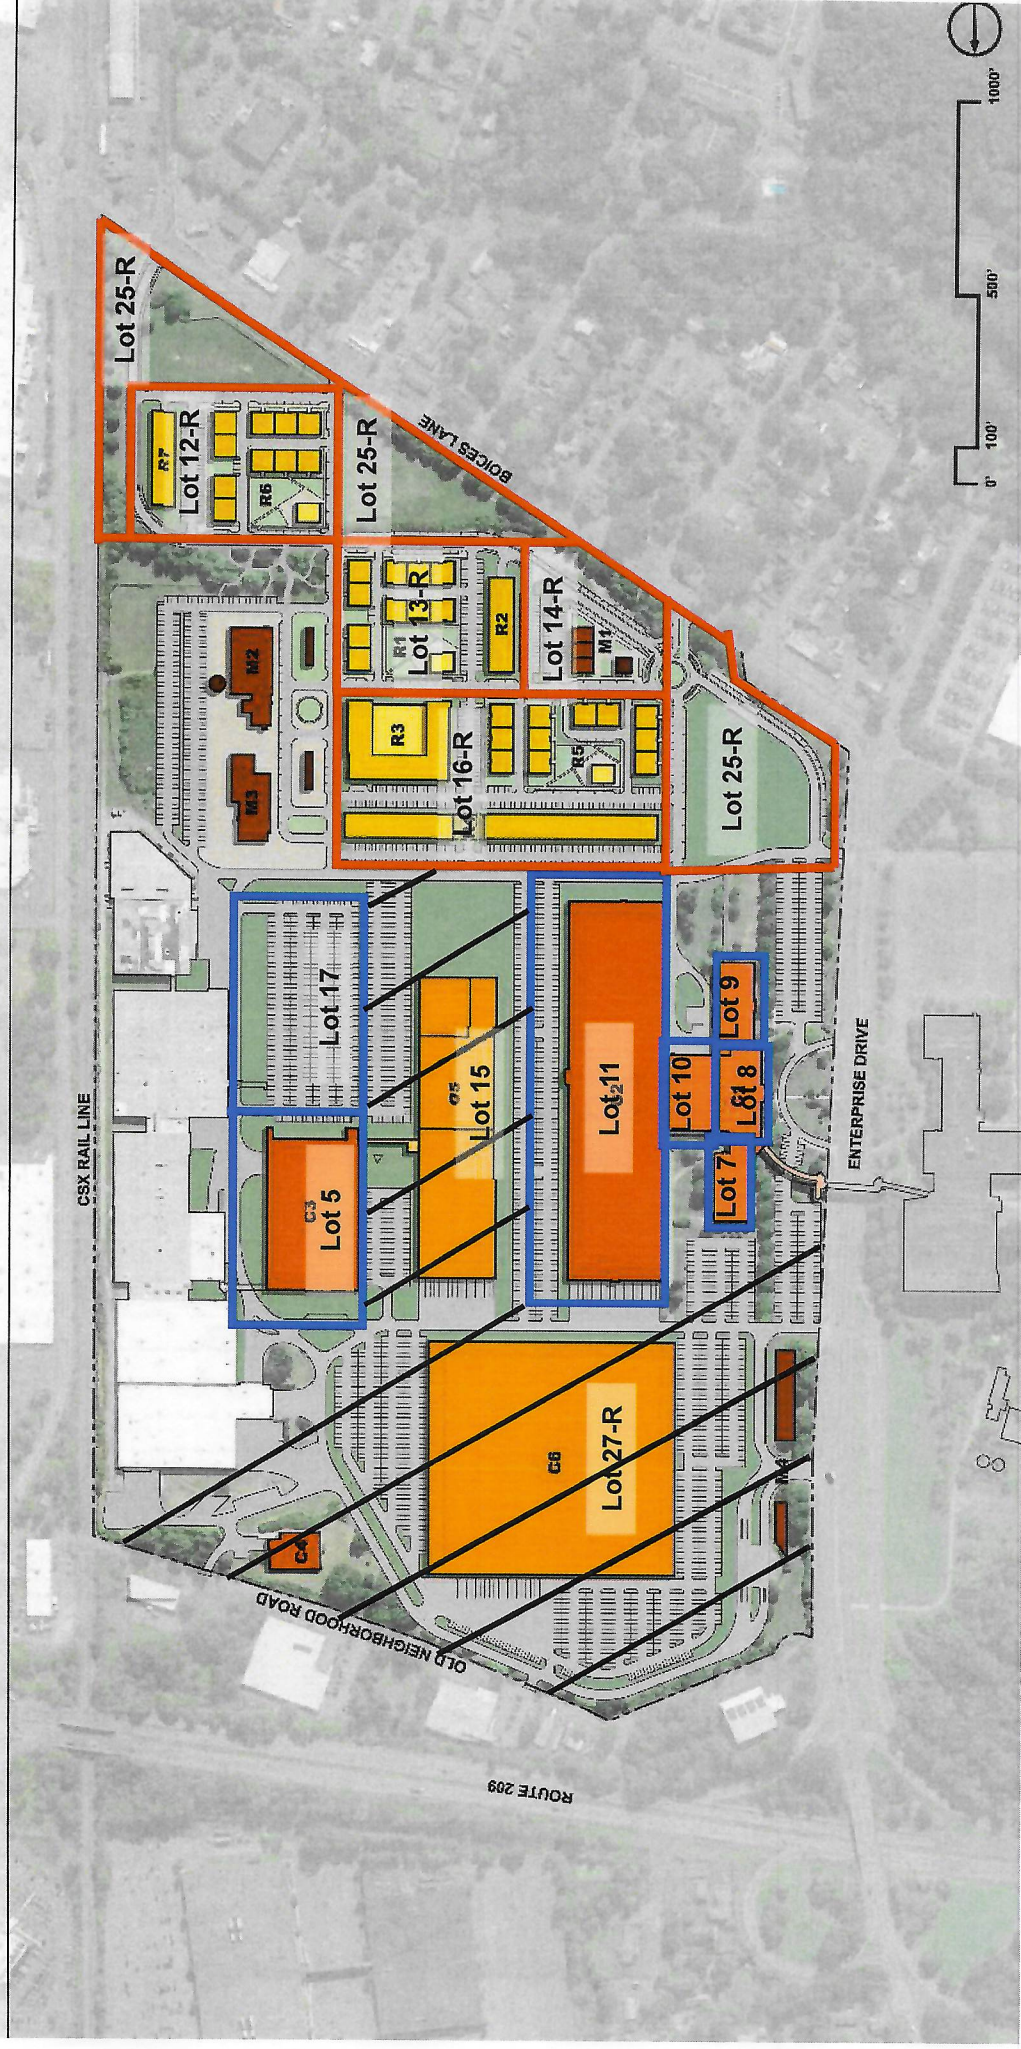 CSX RAIL LINE
Lot 25-R
R7
Lot 12-R
R6
Lot 25-R
BOICES LANE
M2
M3
R1
Lot 13-R
R2
Lot 14-R
M1
R3
Lot 16-R
R5
Lot 25-R
Lot 17
C3
Lot 5
Lot 15
Lot 11
Lot 10
Lot 9
Lot 8
Lot 7
ENTERPRISE DRIVE
C6
Lot 27-R
C4
OLD NEIGHBORHOOD ROAD
ROUTE 209
0'
100'
500'
1000'